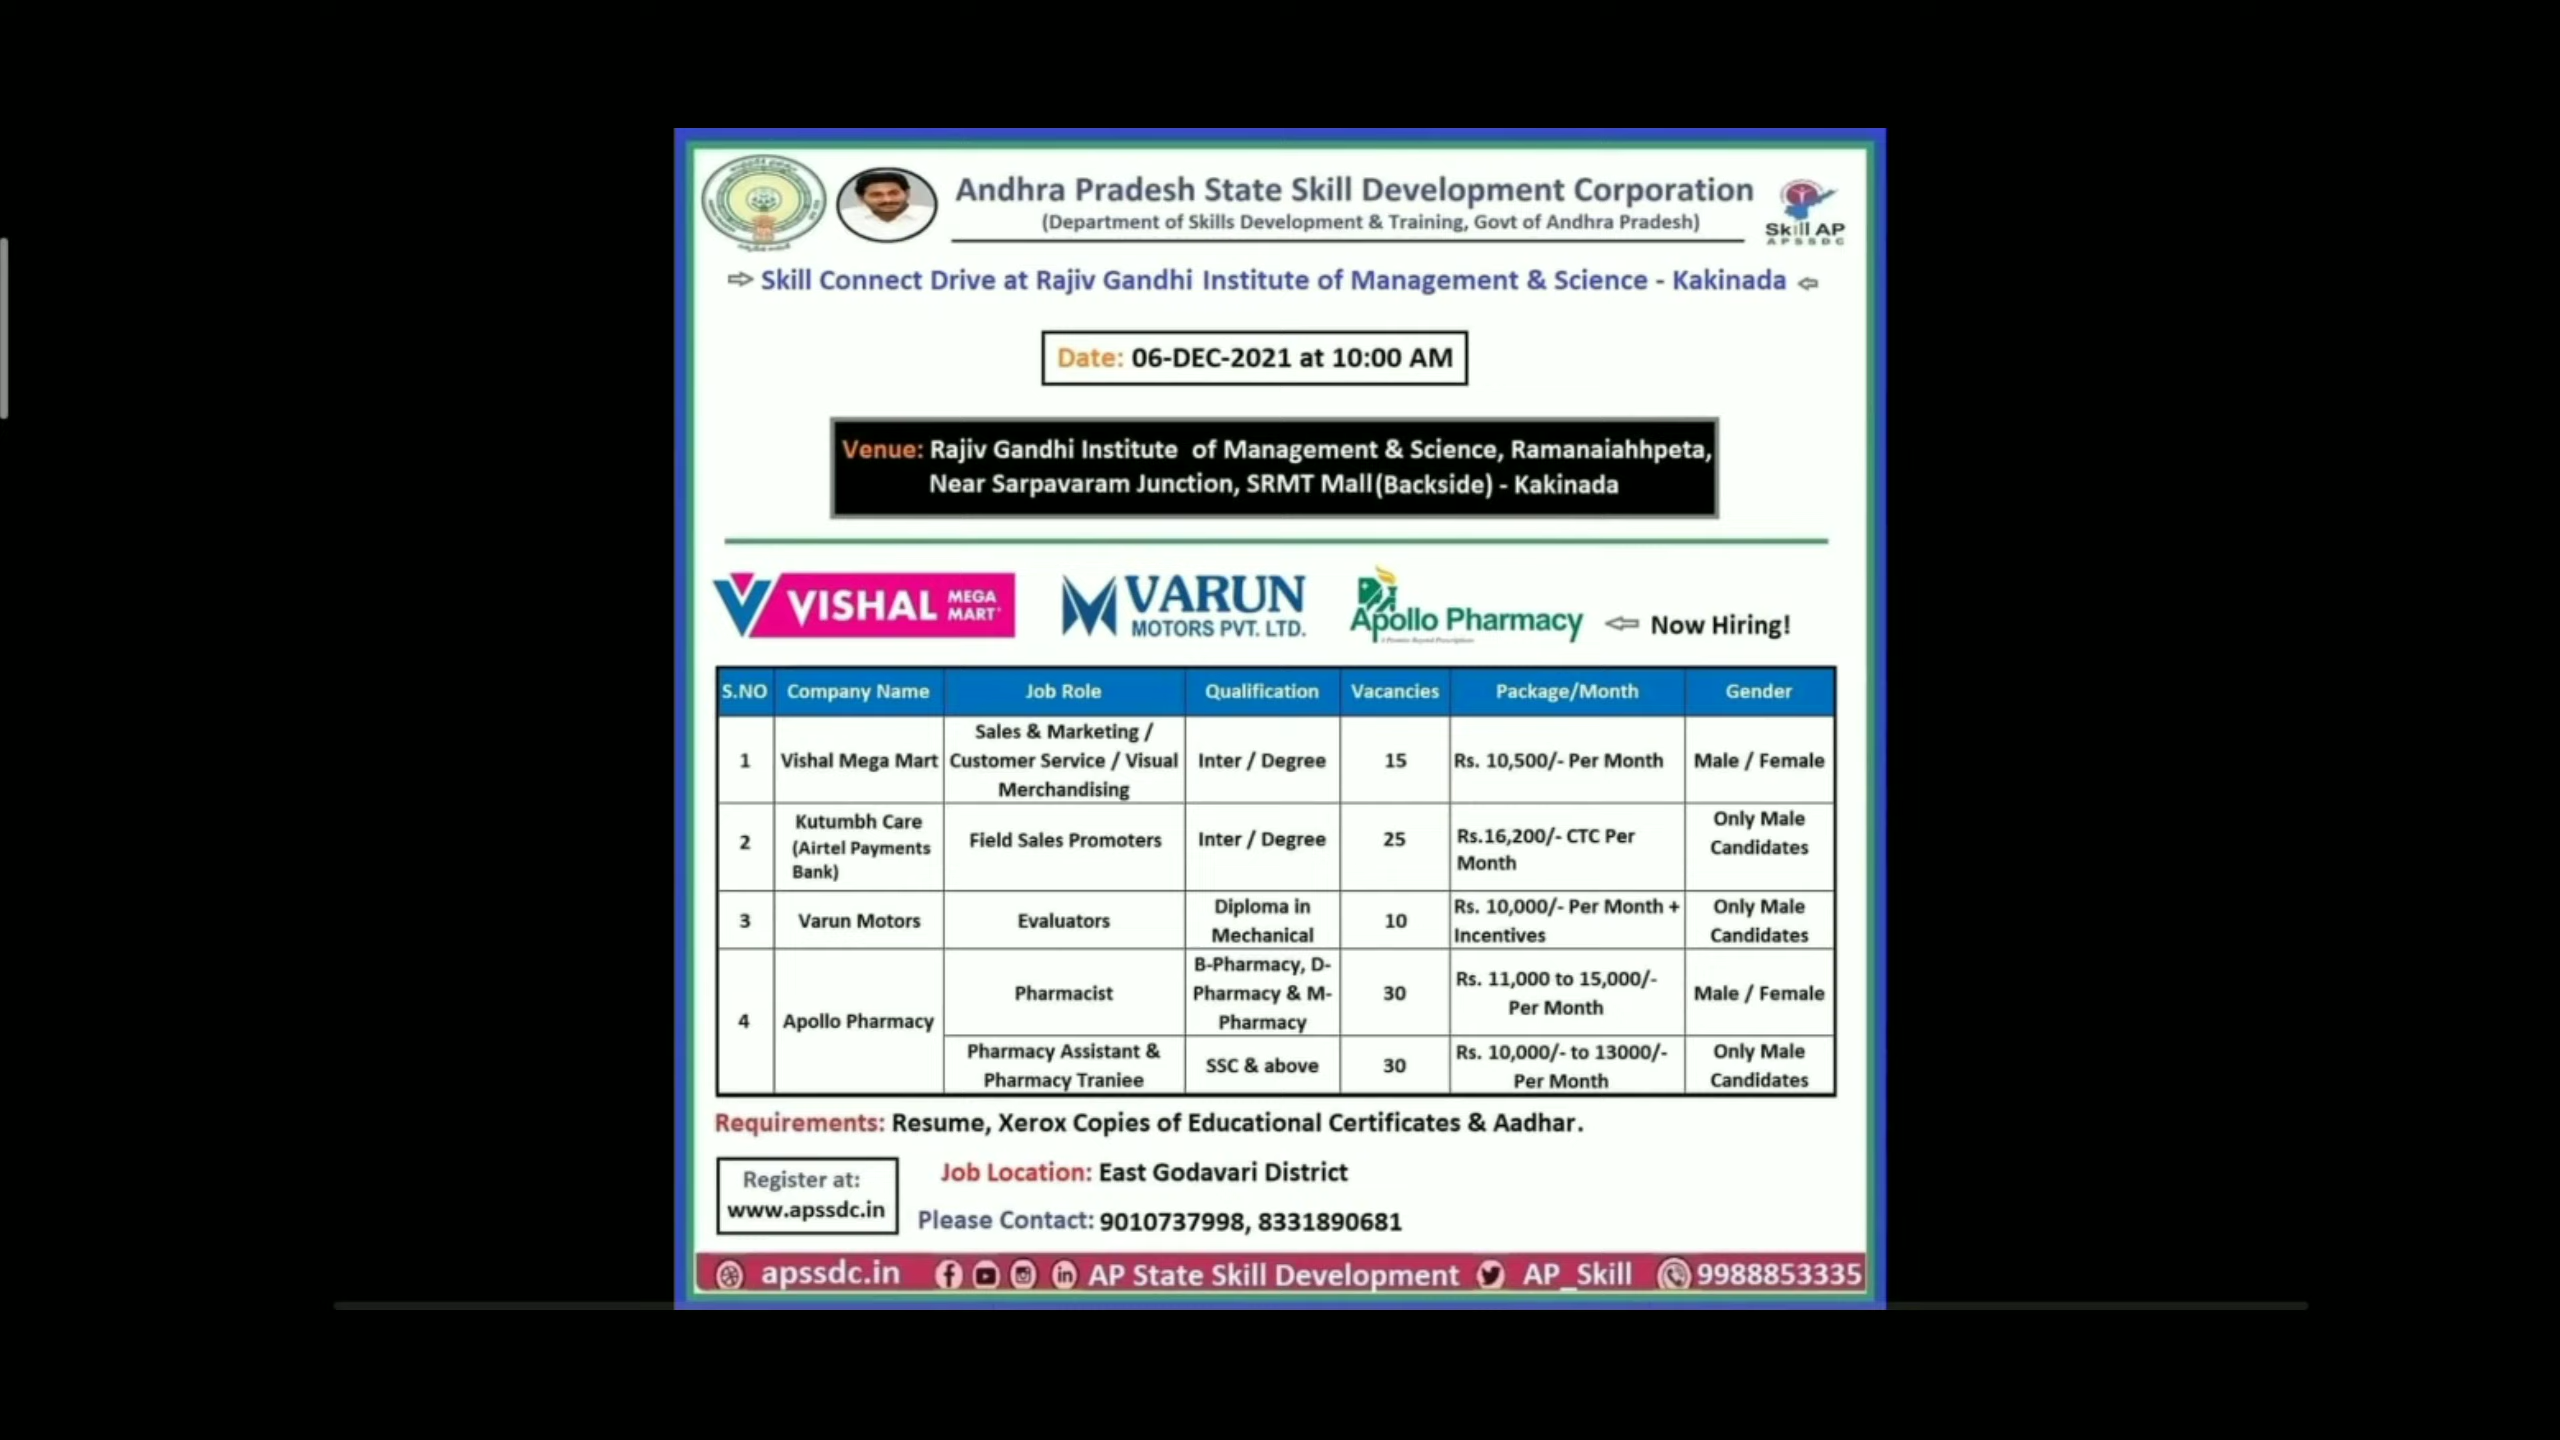 Andhra Pradesh State Skill Development Corporation
(Department of Skills Development & Training, Govt of Andhra Pradesh)
Skill AP
APSSDC
Skill Connect Drive at Rajiv Gandhi Institute of Management & Science - Kakinada
Date: 06-DEC-2021 at 10:00 AM
Venue: Rajiv Gandhi Institute of Management & Science, Ramanaiahhpeta,
Near Sarpavaram Junction, SRMT Mall(Backside) - Kakinada
VISHAL MEGA MART
VARUN
MOTORS PVT. LTD.
Apollo Pharmacy
Now Hiring!
S.NO Company Name Job Role Qualification Vacancies Package/Month Gender
1 Vishal Mega Mart Sales & Marketing / Customer Service / Visual Merchandising Inter / Degree 15 Rs. 10,500/- Per Month Male / Female
2 Kutumbh Care (Airtel Payments Bank) Field Sales Promoters Inter / Degree 25 Rs.16,200/- CTC Per Month Only Male Candidates
3 Varun Motors Evaluators Diploma in Mechanical 10 Rs. 10,000/- Per Month + Incentives Only Male Candidates
4 Apollo Pharmacy Pharmacist B-Pharmacy, D-Pharmacy & M-Pharmacy 30 Rs. 11,000 to 15,000/- Per Month Male / Female
Pharmacy Assistant & Pharmacy Traniee SSC & above 30 Rs. 10,000/- to 13000/- Per Month Only Male Candidates
Requirements: Resume, Xerox Copies of Educational Certificates & Aadhar.
Register at:
www.apssdc.in
Job Location: East Godavari District
Please Contact: 9010737998, 8331890681
apssdc.in AP State Skill Development AP_Skill 9988853335